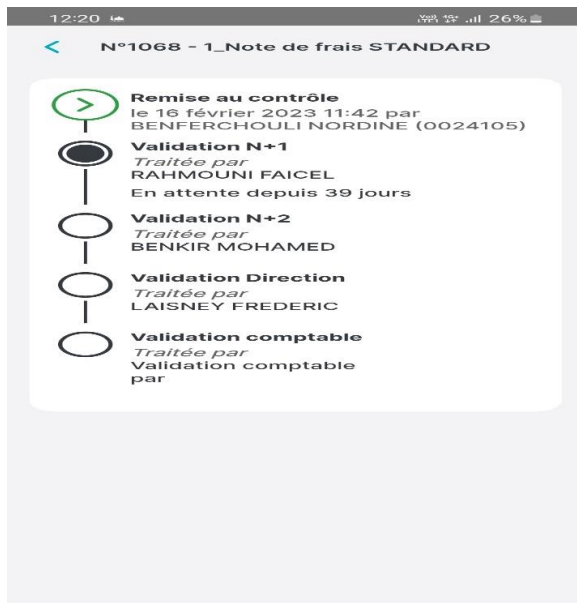 12:20 26%
N°1068 - 1_Note de frais STANDARD
Remise au contrôle
le 16 février 2023 11:42 par
BENFERCHOULI NORDINE (0024105)
Validation N+1
Traitée par
RAHMOUNI FAICEL
En attente depuis 39 jours
Validation N+2
Traitée par
BENKIR MOHAMED
Validation Direction
Traitée par
LAISNEY FREDERIC
Validation comptable
Traitée par
Validation comptable
par